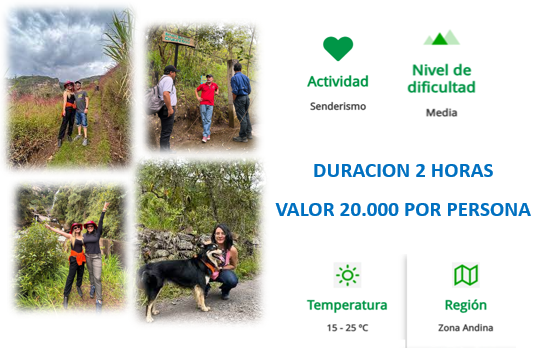 Actividad
Senderismo
Nivel de
dificultad
Media
DURACION 2 HORAS
VALOR 20.000 POR PERSONA
Temperatura
15 - 25 ºC
Región
Zona Andina